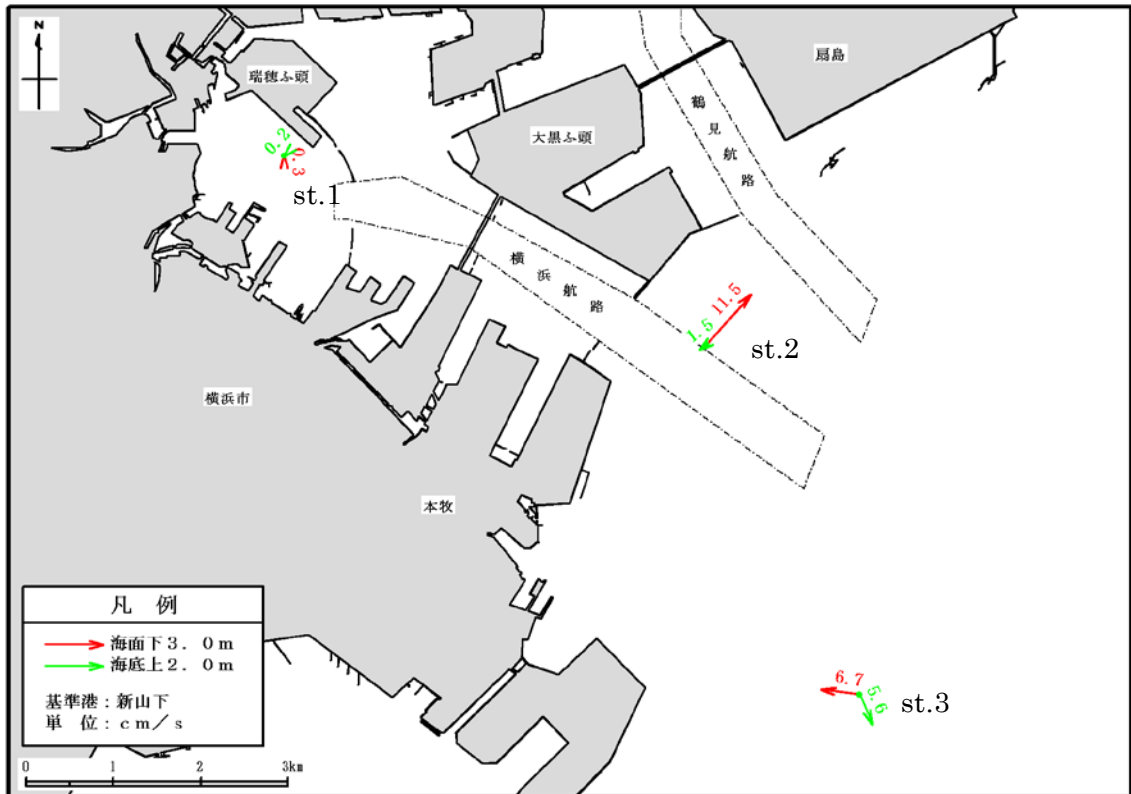 N
扇島
瑞穂ふ頭
鶴見航路
大黒ふ頭
0.2
0.3
st.1
横浜航路
11.5
1.5
st.2
横浜市
本牧
凡 例
海面下3.0m
海底上2.0m
基準港:新山下
単 位:cm/s
6.7
5.6
st.3
0 1 2 3km